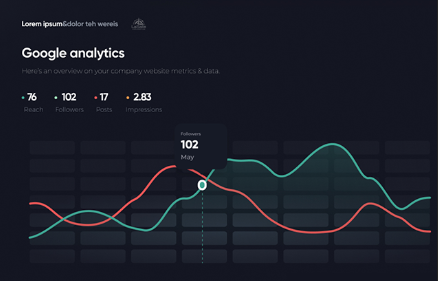 Lorem ipsum&dolor teh wereis
Google analytics
Here's an overview on your company website metrics & data.
76 102 17 2.83
Reach Followers Posts Impressions
Followers
102
May